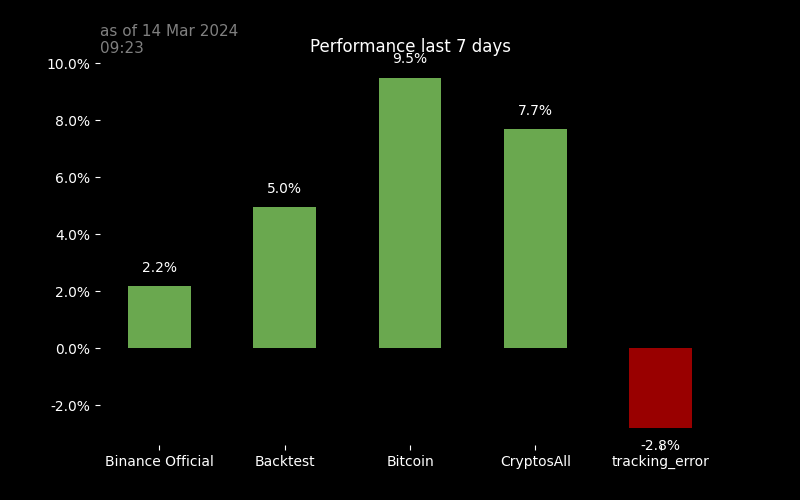 as of 14 Mar 2024
09:23
Performance last 7 days
10.0%
8.0%
6.0%
4.0%
2.0%
0.0%
-2.0%
2.2%
5.0%
9.5%
7.7%
-2.8%
Binance Official
Backtest
Bitcoin
CryptosAll
tracking_error